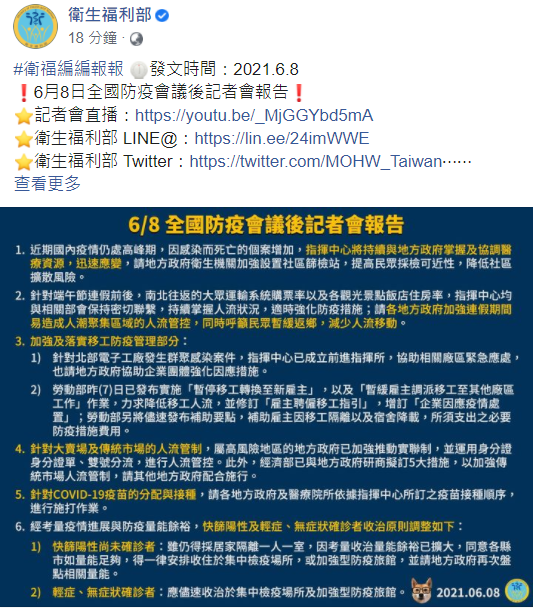 衛生福利部
18 分鐘 ·
#衛福編編報報 發文時間：2021.6.8
❗6月8日全國防疫會議後記者會報告❗
⭐記者會直播：https://youtu.be/_MjGGYbd5mA
⭐衛生福利部 LINE@：https://lin.ee/24imWWE
⭐衛生福利部 Twitter：https://twitter.com/MOHW_Taiwan⋯⋯
查看更多
6/8 全國防疫會議後記者會報告
1. 近期國內疫情仍處高峰期，因感染而死亡的個案增加，指揮中心將持續與地方政府掌握及協調醫
療資源，迅速應變，請地方政府衛生機關加強設置社區篩檢站，提高民眾採檢可近性，降低社區
擴散風險。
2. 針對端午節連假前後，南北往返的大眾運輸系統購票率以及各觀光景點飯店住房率，指揮中心均
與相關部會保持密切聯繫，持續掌握人流狀況，適時強化防疫措施；請各地方政府加強連假期間
易造成人潮聚集區域的人流管控，同時呼籲民眾暫緩返鄉，減少人流移動。
3. 加強及落實移工防疫管理部分：
1) 針對北部電子工廠發生群聚感染案件，指揮中心已成立前進指揮所，協助相關廠區緊急應處，
也請地方政府協助企業團體強化因應措施。
2) 勞動部昨(7)日已發布實施「暫停移工轉換至新雇主」，以及「暫緩雇主調派移工至其他廠區
工作」作業，力求降低移工人流，並修訂「雇主聘僱移工指引」，增訂「企業因應疫情處
置」；勞動部另將儘速發布補助要點，補助雇主因移工隔離以及宿舍降載，所須支出之必要
防疫措施費用。
4. 針對大賣場及傳統市場的人流管制，屬高風險地區的地方政府已加強推動實聯制，並運用身分證
身分證單、雙號分流，進行人流管控。此外，經濟部已與地方政府研商擬訂5大措施，以加強傳
統市場人流管制，請其他地方政府配合施行。
5. 針對COVID-19疫苗的分配與接種，請各地方政府及醫療院所依據指揮中心所訂之疫苗接種順序，
進行施打作業。
6. 經考量疫情進展與防疫量能餘裕，快篩陽性及輕症、無症狀確診者收治原則調整如下：
1) 快篩陽性尚未確診者：雖仍得採居家隔離一人一室，因考量收治量能餘裕已擴大，同意各縣
市如量能足夠，得一律安排收住於集中檢疫場所，或加強型防疫旅館，並請地方政府再次盤
點相關量能。
2) 輕症、無症狀確診者：應儘速收治於集中檢疫場所及加強型防疫旅館。
2021.06.08